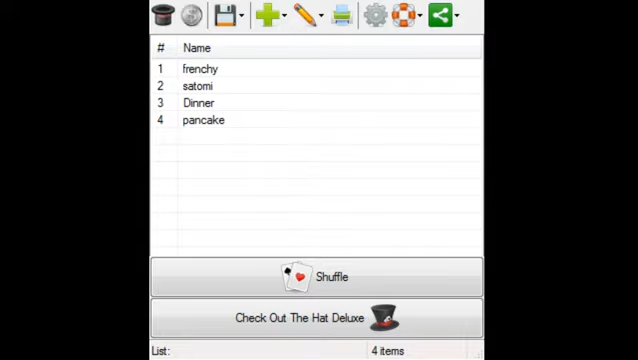 # Name
1 frenchy
2 satomi
3 Dinner
4 pancake
Shuffle
Check Out The Hat Deluxe
List: 4 items